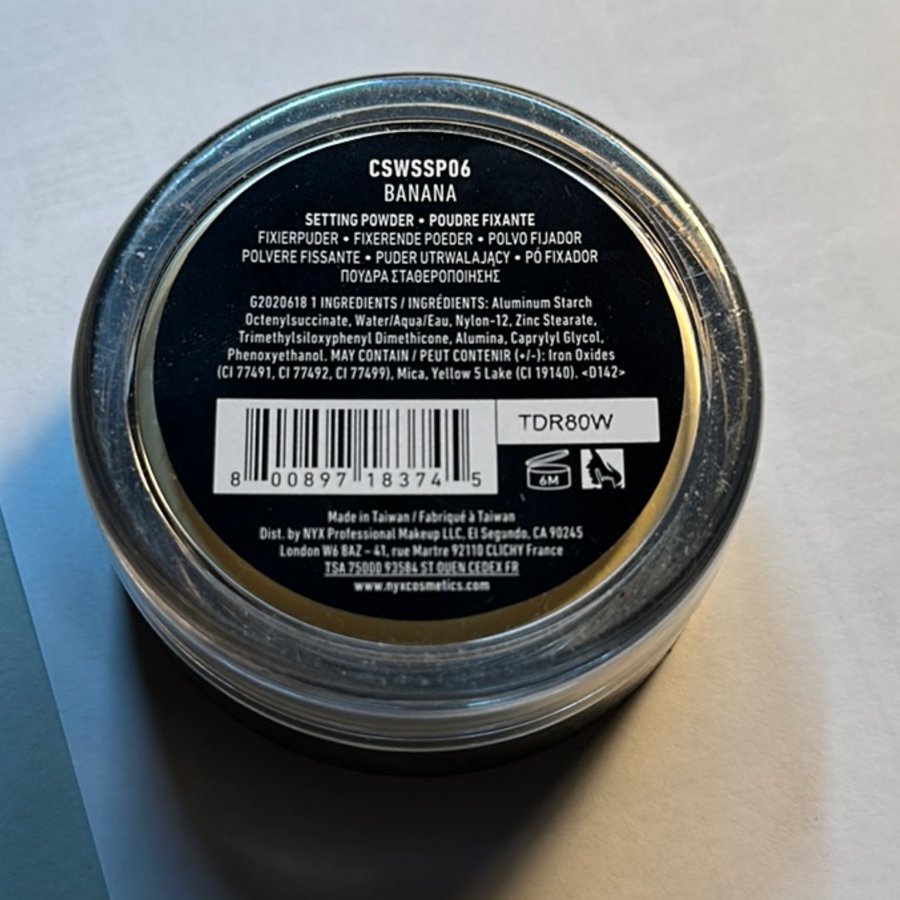 CSWSSP06
BANANA
SETTING POWDER • POUDRE FIXANTE
FIXIERPUDER • FIXERENDE POEDER • POLVO FIJADOR
POLVERE FISSANTE • PUDER UTRWALAJĄCY • PÓ FIXADOR
ΠΟΥΔΡΑ ΣΤΑΘΕΡΟΠΟΙΗΣΗΣ
G2020618 1 INGREDIENTS / INGRÉDIENTS: Aluminum Starch
Octenylsuccinate, Water/Aqua/Eau, Nylon-12, Zinc Stearate,
Trimethylsiloxyphenyl Dimethicone, Alumina, Caprylyl Glycol,
Phenoxyethanol. MAY CONTAIN / PEUT CONTENIR (+/-): Iron Oxides
(CI 77491, CI 77492, CI 77499), Mica, Yellow 5 Lake (CI 19140). <D142>
TDR80W
8 00897 18374 5
6M
Made in Taiwan / Fabriqué à Taiwan
Dist. by NYX Professional Makeup LLC, El Segundo, CA 90245
London W6 8AZ – 41, rue Martre 92110 CLICHY France
TSA 75000 93584 ST OUEN CEDEX FR
www.nyxcosmetics.com